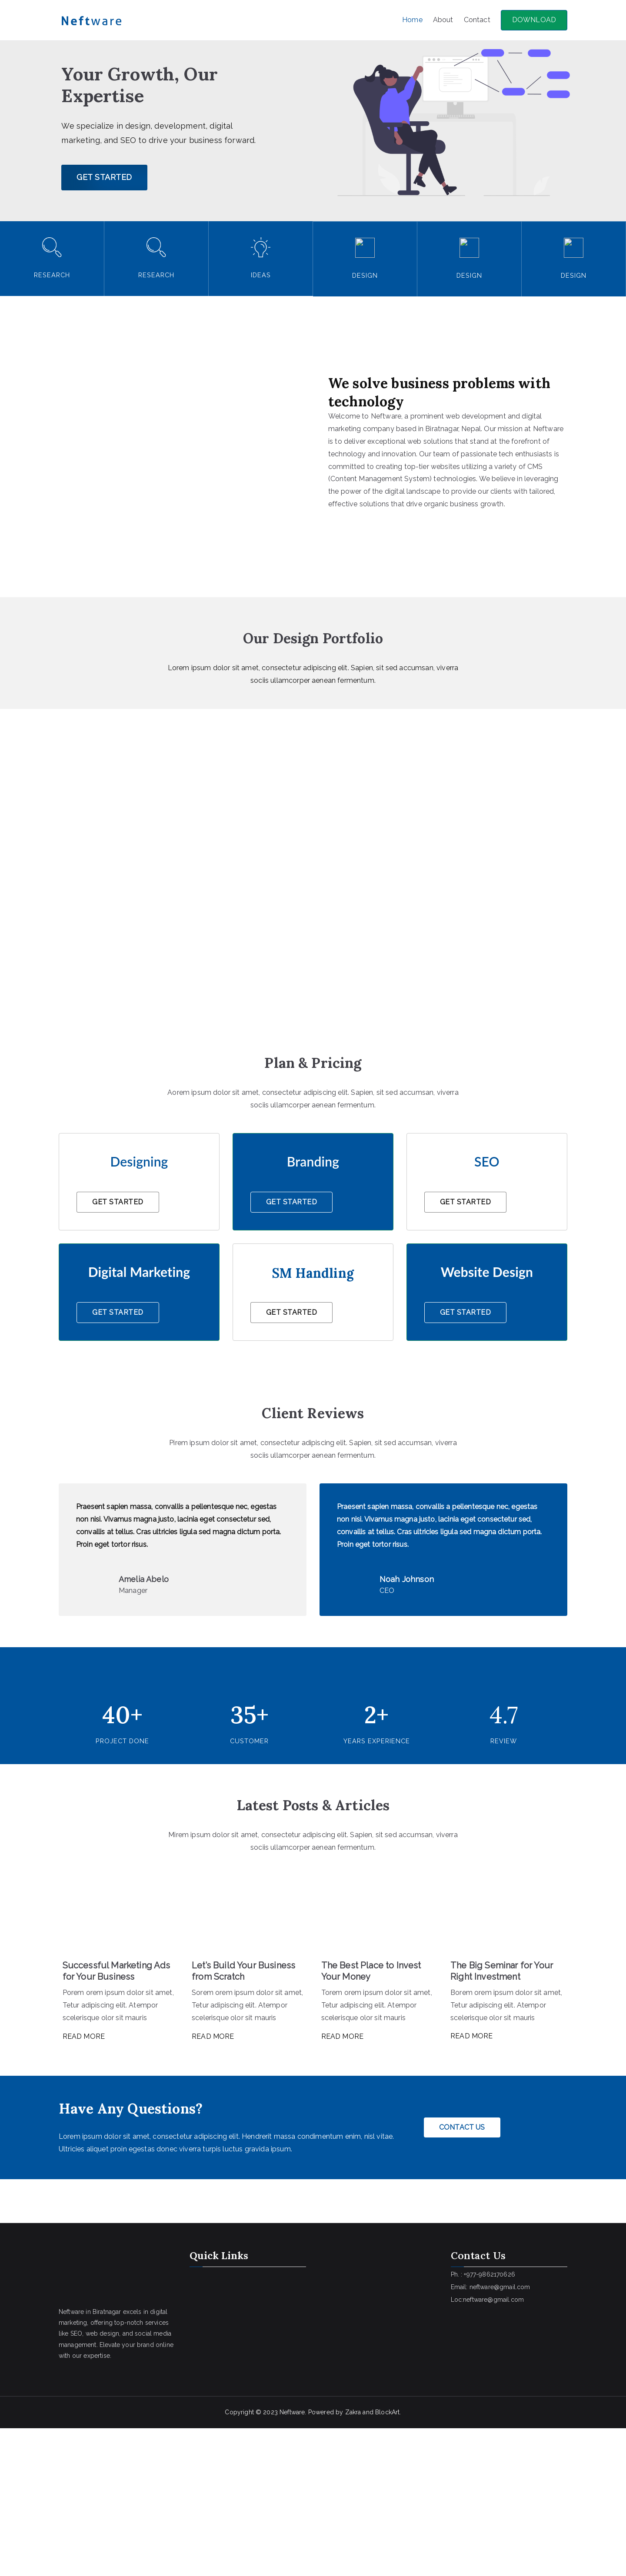 Neftware
Home About Contact DOWNLOAD
Your Growth, Our
Expertise
We specialize in design, development, digital
marketing, and SEO to drive your business forward.
GET STARTED
RESEARCH
RESEARCH
IDEAS
DESIGN
DESIGN
DESIGN
We solve business problems with
technology
Welcome to Neftware, a prominent web development and digital
marketing company based in Biratnagar, Nepal. Our mission at Neftware
is to deliver exceptional web solutions that stand at the forefront of
technology and innovation. Our team of passionate tech enthusiasts is
committed to creating top-tier websites utilizing a variety of CMS
(Content Management System) technologies. We believe in leveraging
the power of the digital landscape to provide our clients with tailored,
effective solutions that drive organic business growth.
Our Design Portfolio
Lorem ipsum dolor sit amet, consectetur adipiscing elit. Sapien, sit sed accumsan, viverra
sociis ullamcorper aenean fermentum.
Plan & Pricing
Aorem ipsum dolor sit amet, consectetur adipiscing elit. Sapien, sit sed accumsan, viverra
sociis ullamcorper aenean fermentum.
Designing
GET STARTED
Branding
GET STARTED
SEO
GET STARTED
Digital Marketing
GET STARTED
SM Handling
GET STARTED
Website Design
GET STARTED
Client Reviews
Pirem ipsum dolor sit amet, consectetur adipiscing elit. Sapien, sit sed accumsan, viverra
sociis ullamcorper aenean fermentum.
Praesent sapien massa, convallis a pellentesque nec, egestas
non nisi. Vivamus magna justo, lacinia eget consectetur sed,
convallis at tellus. Cras ultricies ligula sed magna dictum porta.
Proin eget tortor risus.
Amelia Abelo
Manager
Praesent sapien massa, convallis a pellentesque nec, egestas
non nisi. Vivamus magna justo, lacinia eget consectetur sed,
convallis at tellus. Cras ultricies ligula sed magna dictum porta.
Proin eget tortor risus.
Noah Johnson
CEO
40+
PROJECT DONE
35+
CUSTOMER
2+
YEARS EXPERIENCE
4.7
REVIEW
Latest Posts & Articles
Mirem ipsum dolor sit amet, consectetur adipiscing elit. Sapien, sit sed accumsan, viverra
sociis ullamcorper aenean fermentum.
Successful Marketing Ads
for Your Business
Porem orem ipsum dolor sit amet,
Tetur adipiscing elit. Atempor
scelerisque olor sit mauris
READ MORE
Let's Build Your Business
from Scratch
Sorem orem ipsum dolor sit amet,
Tetur adipiscing elit. Atempor
scelerisque olor sit mauris
READ MORE
The Best Place to Invest
Your Money
Torem orem ipsum dolor sit amet,
Tetur adipiscing elit. Atempor
scelerisque olor sit mauris
READ MORE
The Big Seminar for Your
Right Investment
Borem orem ipsum dolor sit amet,
Tetur adipiscing elit. Atempor
scelerisque olor sit mauris
READ MORE
Have Any Questions?
Lorem ipsum dolor sit amet, consectetur adipiscing elit. Hendrerit massa condimentum enim, nisl vitae.
Ultricies aliquet proin egestas donec viverra turpis luctus gravida ipsum.
CONTACT US
Neftware in Biratnagar excels in digital
marketing, offering top-notch services
like SEO, web design, and social media
management. Elevate your brand online
with our expertise.
Quick Links
Contact Us
Ph. : +977-9862170626
Email: neftware@gmail.com
Loc:neftware@gmail.com
Copyright © 2023 Neftware. Powered by Zakra and BlockArt.